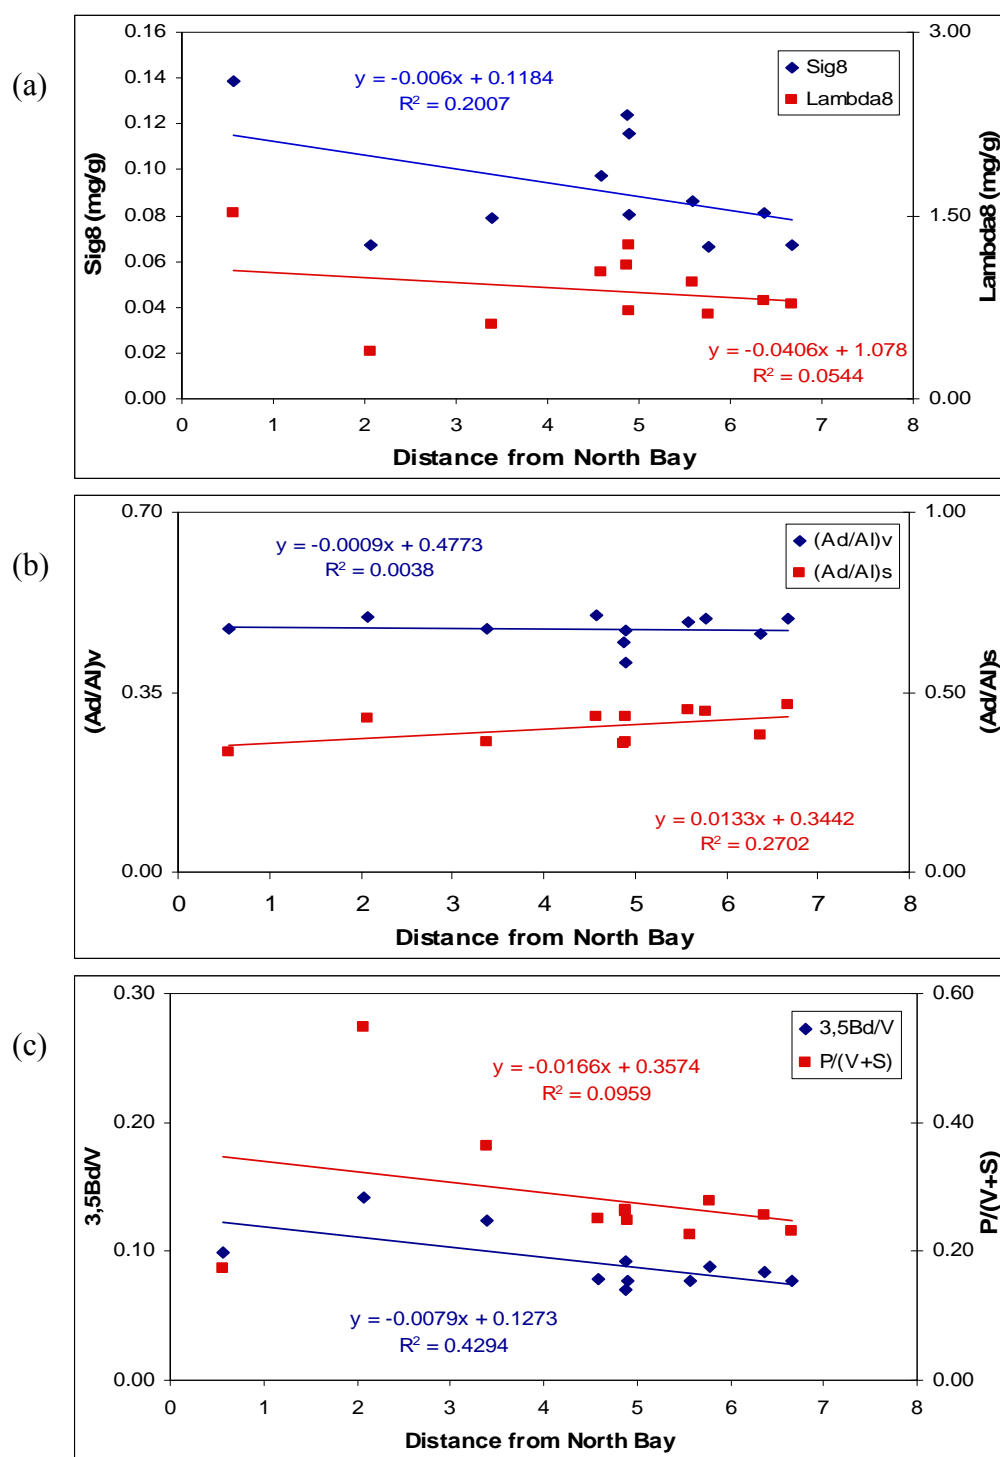 (a)
0.16
0.14
0.12
0.10
0.08
0.06
0.04
0.02
0.00
Sig8 (mg/g)
3.00
1.50
0.00
Lambda8 (mg/g)
y = -0.006x + 0.1184
R² = 0.2007
Sig8
Lambda8
y = -0.0406x + 1.078
R² = 0.0544
0 1 2 3 4 5 6 7 8
Distance from North Bay
(b)
0.70
0.35
0.00
(Ad/Al)v
1.00
0.50
0.00
(Ad/Al)s
y = -0.0009x + 0.4773
R² = 0.0038
(Ad/Al)v
(Ad/Al)s
y = 0.0133x + 0.3442
R² = 0.2702
0 1 2 3 4 5 6 7 8
Distance from North Bay
(c)
0.30
0.20
0.10
0.00
3,5Bd/V
0.60
0.40
0.20
0.00
P/(V+S)
3,5Bd/V
P/(V+S)
y = -0.0166x + 0.3574
R² = 0.0959
y = -0.0079x + 0.1273
R² = 0.4294
0 1 2 3 4 5 6 7 8
Distance from North Bay